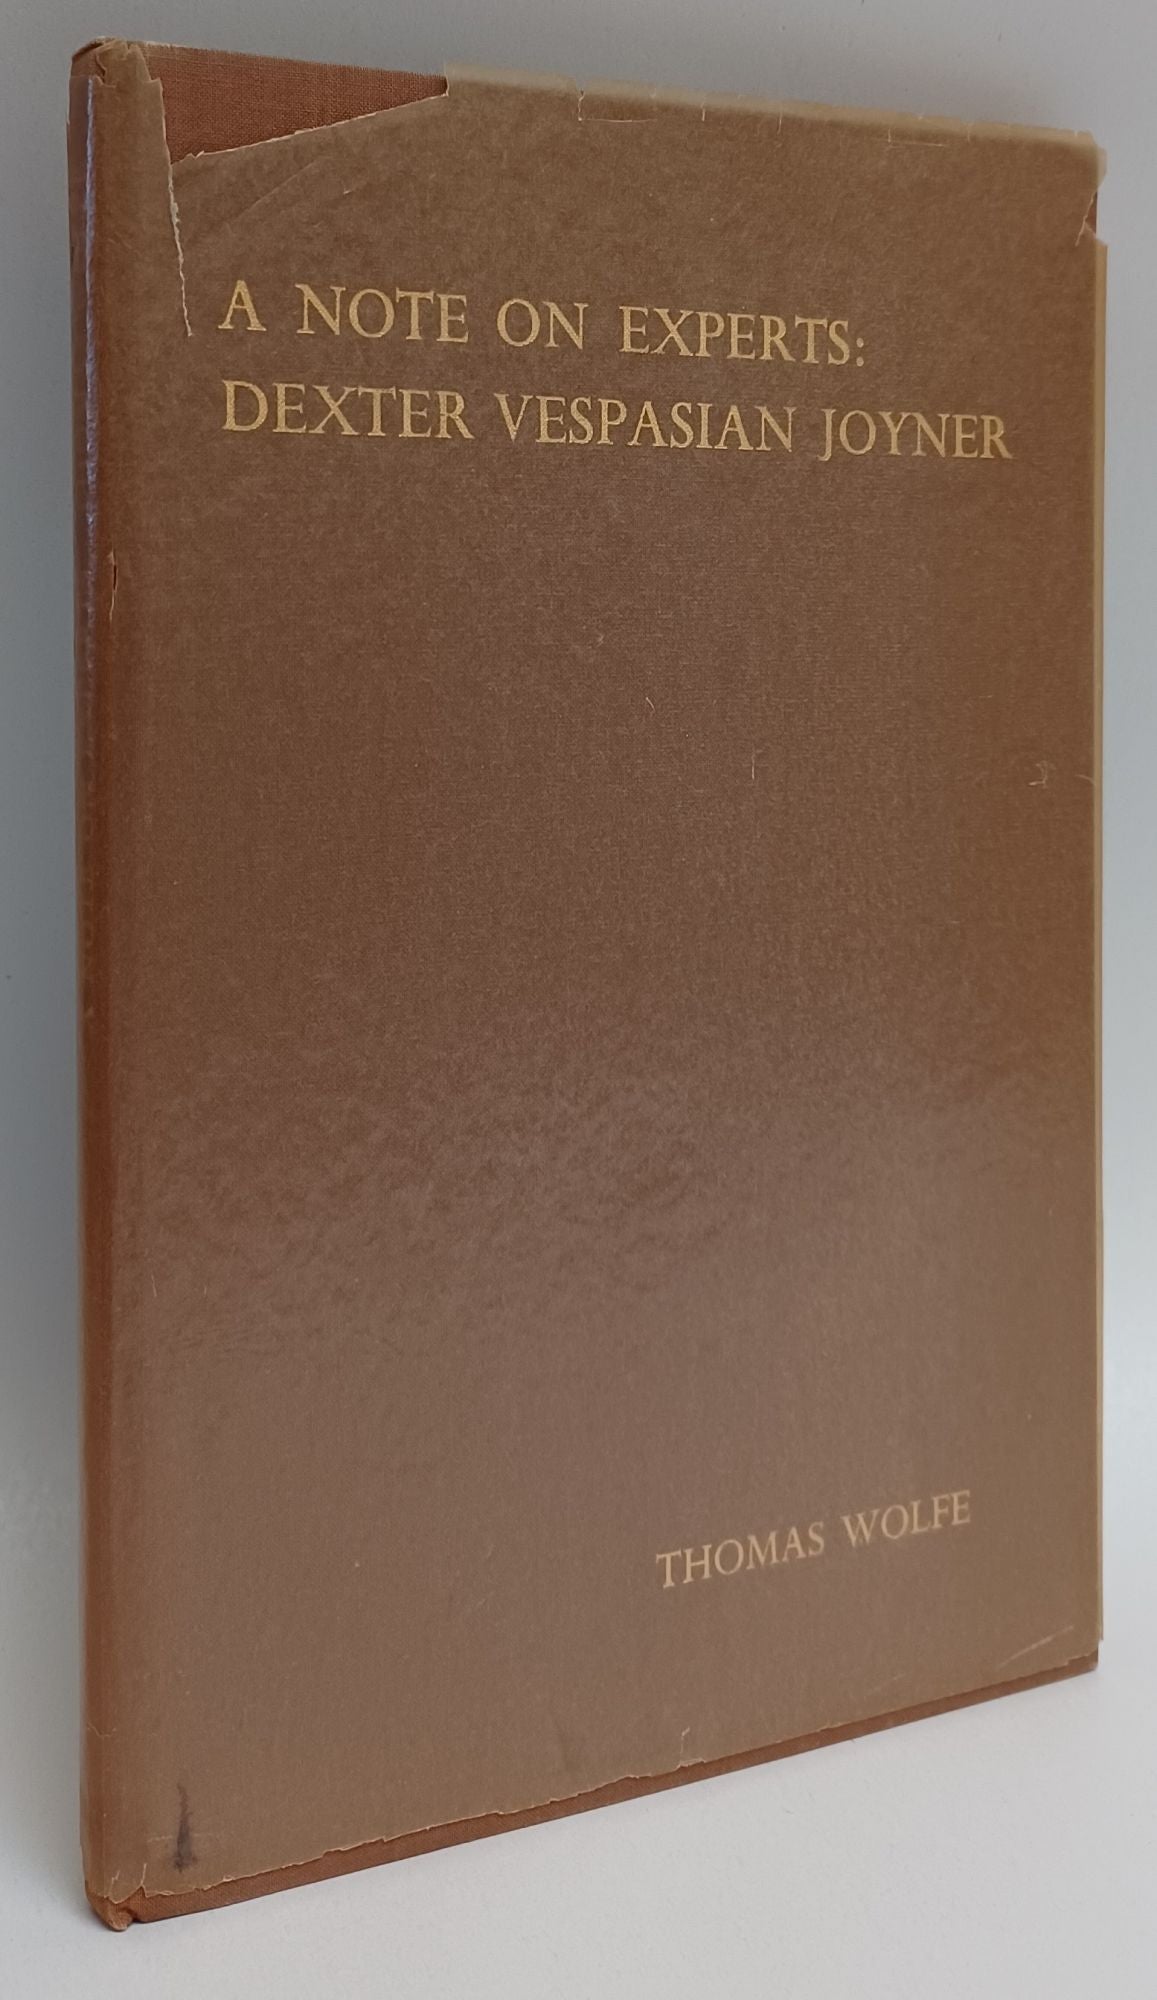 A NOTE ON EXPERTS:
DEXTER VESPASIAN JOYNER
THOMAS WOLFE